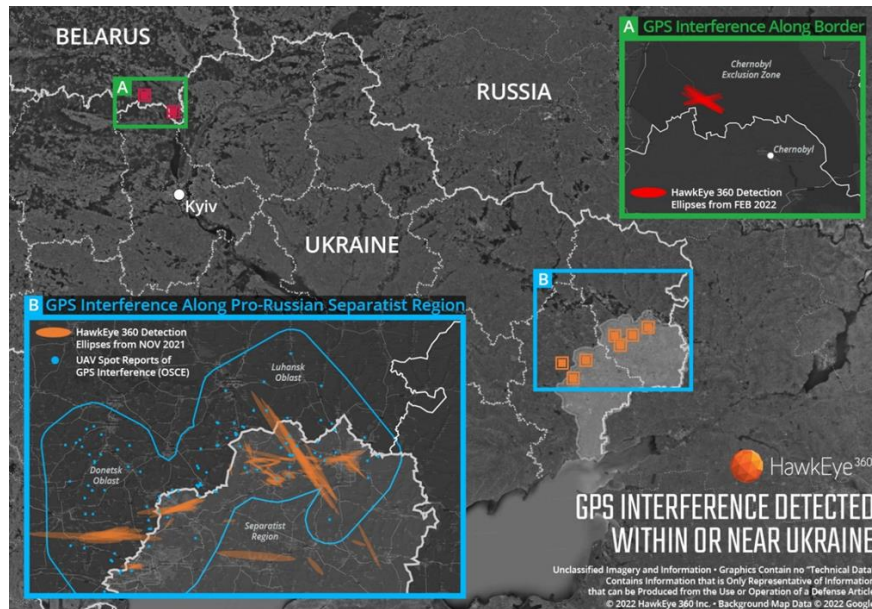 BELARUS
A
RUSSIA
Kyiv
UKRAINE
B
A GPS Interference Along Border
Chernobyl
Exclusion Zone
Chernobyl
HawkEye 360 Detection
Ellipses from FEB 2022
B GPS Interference Along Pro-Russian Separatist Region
HawkEye 360 Detection
Ellipses from NOV 2021
UAV Spot Reports of
GPS Interference (OSCE)
Luhansk
Oblast
Donetsk
Oblast
Separatist
Region
HawkEye 360
GPS INTERFERENCE DETECTED
WITHIN OR NEAR UKRAINE
Unclassified Imagery and Information • Graphics Contain no "Technical Data
Contains Information that is Only Representative of Information
that can be Produced from the Use or Operation of a Defense Article
© 2022 HawkEye 360 Inc. • Background Map Data © 2022 Google